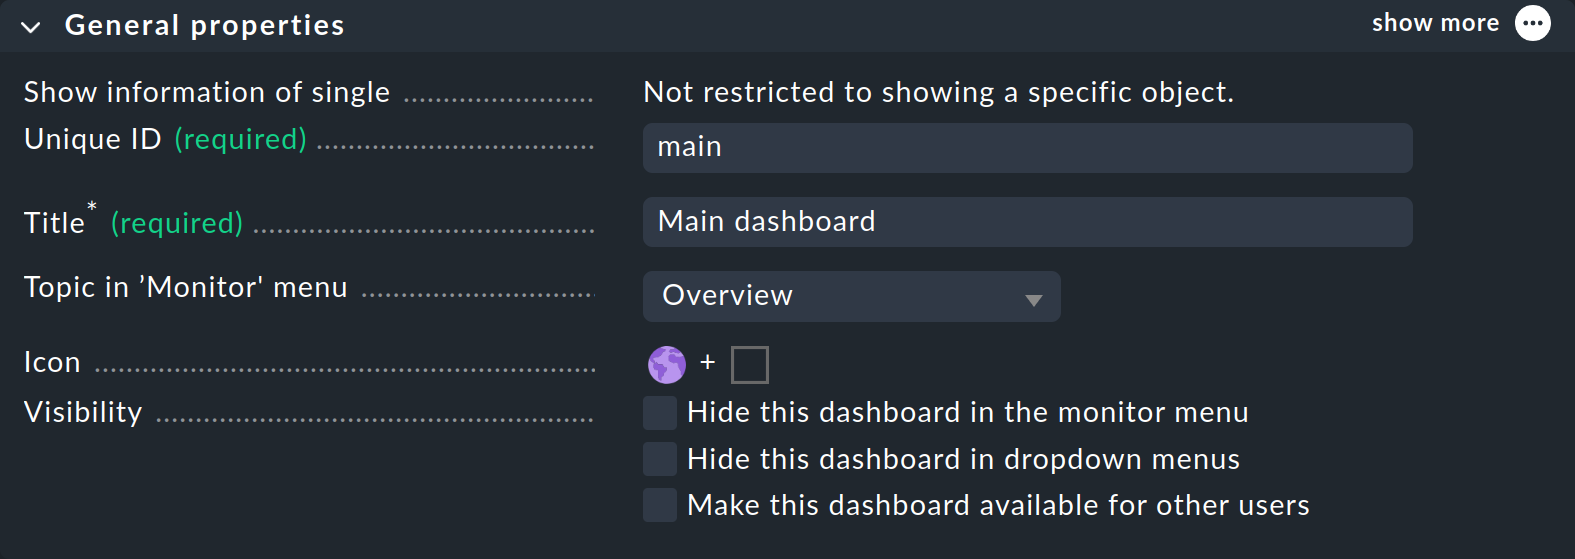 General properties show more
Show information of single Not restricted to showing a specific object.
Unique ID (required) main
Title* (required) Main dashboard
Topic in ’Monitor' menu Overview
Icon +
Visibility Hide this dashboard in the monitor menu
Hide this dashboard in dropdown menus
Make this dashboard available for other users